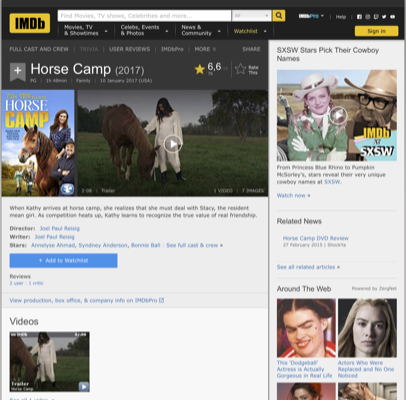 IMDb
Find Movies, TV shows, Celebrities and more...
All
IMDbPro
Help
Movies, TV
& Showtimes
Celebs, Events
& Photos
News &
Community
Watchlist
Sign in
FULL CAST AND CREW | TRIVIA | USER REVIEWS | IMDbPro | MORE
SHARE
Horse Camp (2017)
PG | 1h 40min | Family | 10 January 2017 (USA)
6,6
Rate
This
HORSE
CAMP
2:08 | Trailer
1 VIDEO | 7 IMAGES
When Kathy arrives at horse camp, she realizes that she must deal with Stacy, the resident
mean girl. As competition heats up, Kathy learns to recognize the true value of real friendship.
Director: Joel Paul Reisig
Writer: Joel Paul Reisig
Stars: Annelyse Ahmad, Syndney Anderson, Bonnie Ball | See full cast & crew »
+ Add to Watchlist
Reviews
2 user | 1 critic
View production, box office, & company info on IMDbPro
Videos
Trailer
Horse Camp
SXSW Stars Pick Their Cowboy
Names
IMDb
AT
SXSW
From Princess Blue Rhino to Pumpkin
McSorley's, stars reveal their very unique
cowboy names at SXSW.
Watch now »
Related News
Horse Camp DVD Review
27 February 2015 | ShockYa
See all related articles »
Around The Web
Powered by ZergNet
This 'Dodgeball'
Actress is Actually
Gorgeous in Real Life
Actors Who
Were Replaced
and No One
Noticed